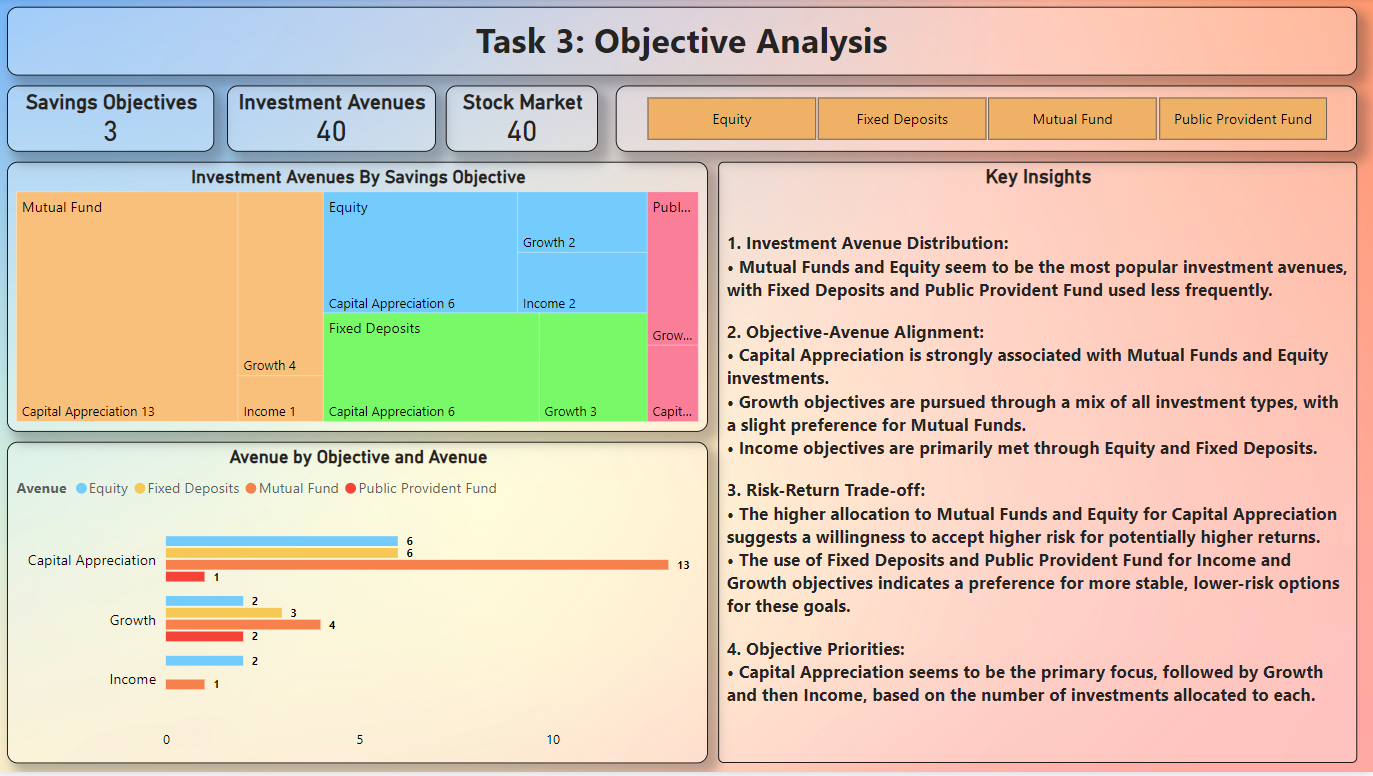 Task 3: Objective Analysis
Savings Objectives
3
Investment Avenues
40
Stock Market
40
Equity
Fixed Deposits
Mutual Fund
Public Provident Fund
Investment Avenues By Savings Objective
Mutual Fund
Capital Appreciation 13
Growth 4
Income 1
Equity
Capital Appreciation 6
Growth 2
Income 2
Fixed Deposits
Capital Appreciation 6
Growth 3
Publ...
Grow...
Capit...
Avenue by Objective and Avenue
Avenue Equity Fixed Deposits Mutual Fund Public Provident Fund
Capital Appreciation
6
6
13
1
Growth
2
3
4
2
Income
2
1
0 5 10
Key Insights
1. Investment Avenue Distribution:
• Mutual Funds and Equity seem to be the most popular investment avenues,
with Fixed Deposits and Public Provident Fund used less frequently.
2. Objective-Avenue Alignment:
• Capital Appreciation is strongly associated with Mutual Funds and Equity
investments.
• Growth objectives are pursued through a mix of all investment types, with
a slight preference for Mutual Funds.
• Income objectives are primarily met through Equity and Fixed Deposits.
3. Risk-Return Trade-off:
• The higher allocation to Mutual Funds and Equity for Capital Appreciation
suggests a willingness to accept higher risk for potentially higher returns.
• The use of Fixed Deposits and Public Provident Fund for Income and
Growth objectives indicates a preference for more stable, lower-risk options
for these goals.
4. Objective Priorities:
• Capital Appreciation seems to be the primary focus, followed by Growth
and then Income, based on the number of investments allocated to each.